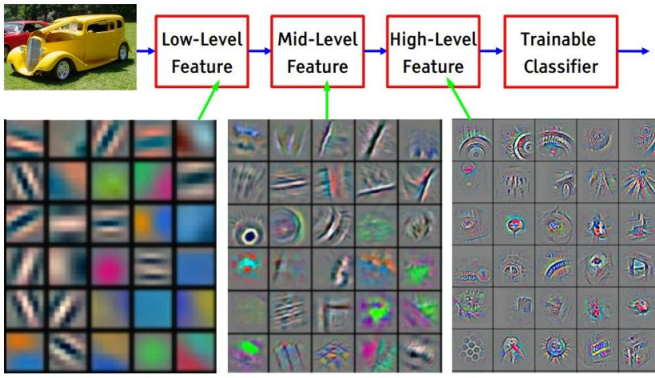 Low-Level
Feature
Mid-Level
Feature
High-Level
Feature
Trainable
Classifier